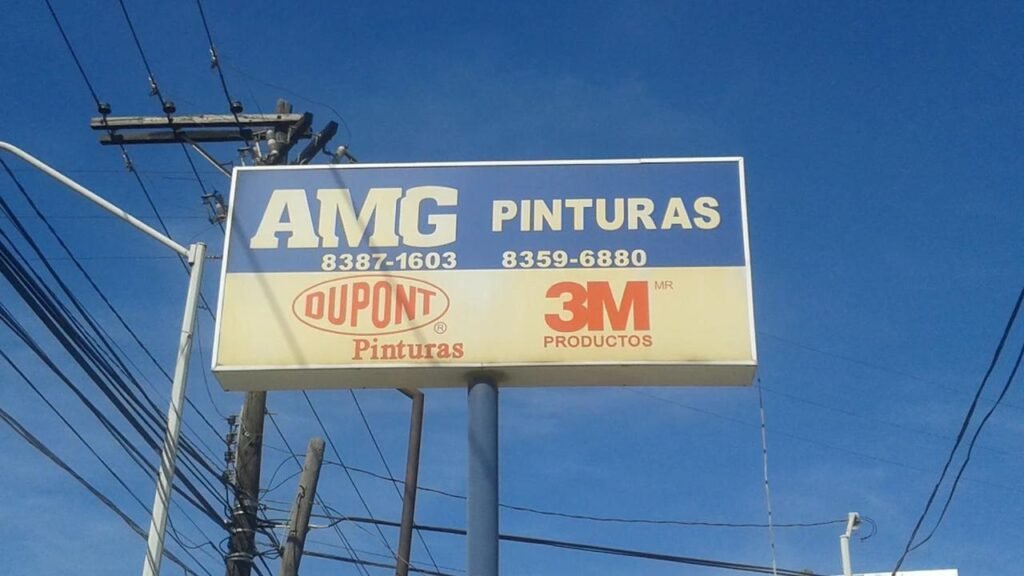 AMG PINTURAS
8387-1603 8359-6880
DUPONT ® 3M MR
Pinturas PRODUCTOS